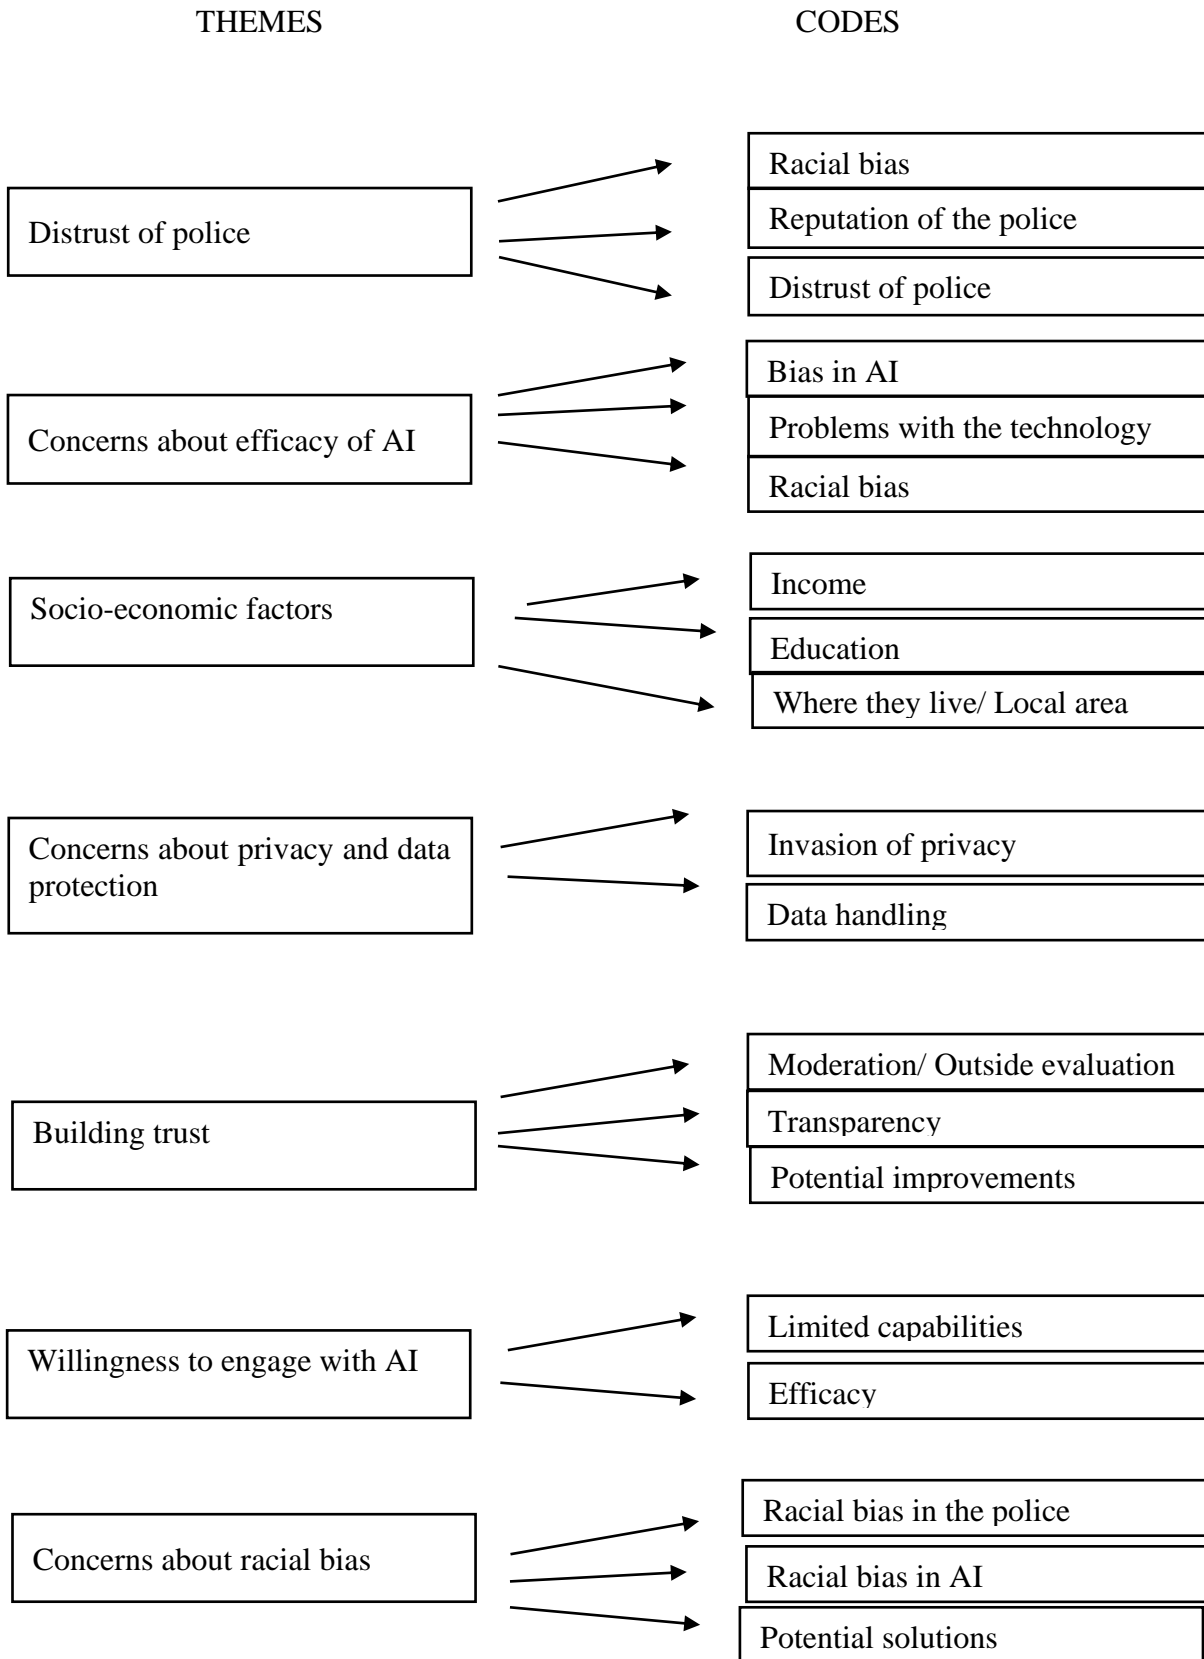 THEMES
CODES
Distrust of police
Racial bias
Reputation of the police
Distrust of police
Concerns about efficacy of AI
Bias in AI
Problems with the technology
Racial bias
Socio-economic factors
Income
Education
Where they live/ Local area
Concerns about privacy and data
protection
Invasion of privacy
Data handling
Building trust
Moderation/ Outside evaluation
Transparency
Potential improvements
Willingness to engage with AI
Limited capabilities
Efficacy
Concerns about racial bias
Racial bias in the police
Racial bias in AI
Potential solutions